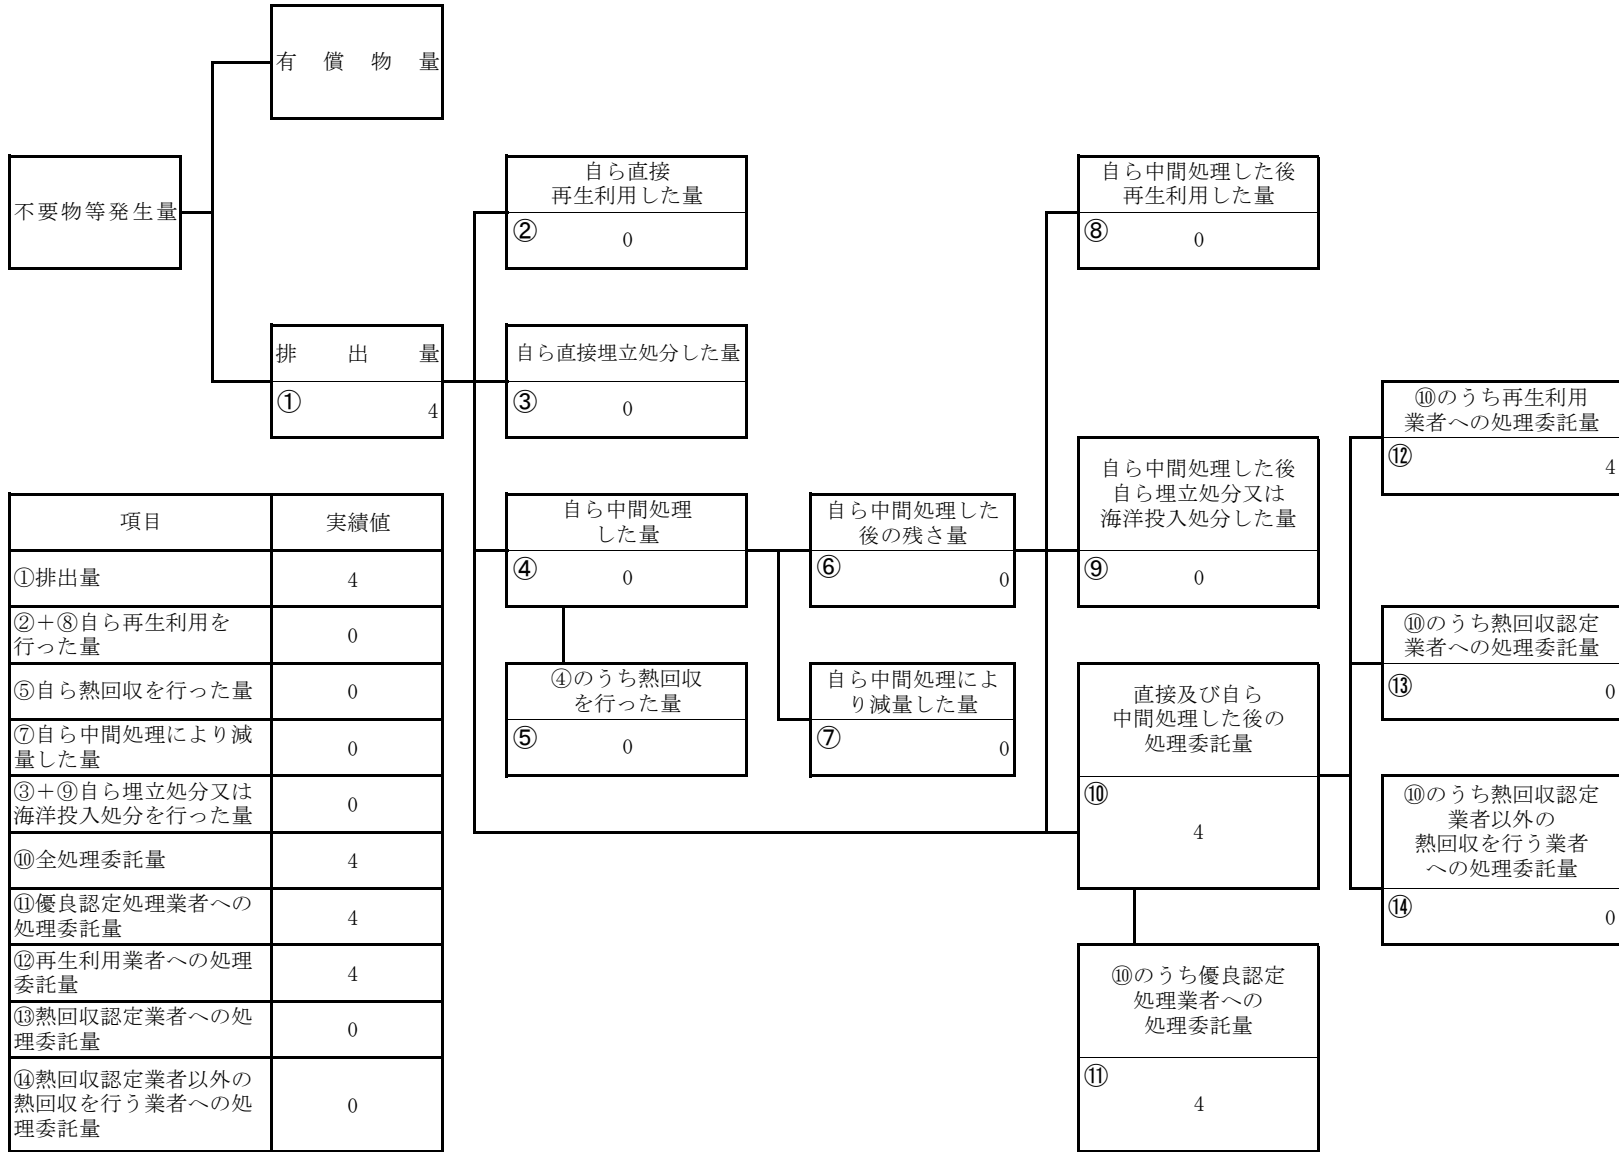 有償物量
不要物等発生量
排出量
①
4
自ら直接
再生利用した量
②
0
自ら直接埋立処分した量
③
0
自ら中間処理
した量
④
0
④のうち熱回収
を行った量
⑤
0
自ら中間処理した
後の残さ量
⑥
0
自ら中間処理によ
り減量した量
⑦
0
自ら中間処理した後
再生利用した量
⑧
0
自ら中間処理した後
自ら埋立処分又は
海洋投入処分した量
⑨
0
直接及び自ら
中間処理した後の
処理委託量
⑩
4
⑩のうち優良認定
処理業者への
処理委託量
⑪
4
⑩のうち再生利用
業者への処理委託量
⑫
4
⑩のうち熱回収認定
業者への処理委託量
⑬
0
⑩のうち熱回収認定
業者以外の
熱回収を行う業者
への処理委託量
⑭
0
項目 実績値
①排出量 4
②＋⑧自ら再生利用を
行った量 0
⑤自ら熱回収を行った量 0
⑦自ら中間処理により減
量した量 0
③＋⑨自ら埋立処分又は
海洋投入処分を行った量 0
⑩全処理委託量 4
⑪優良認定処理業者への
処理委託量 4
⑫再生利用業者への処理
委託量 4
⑬熱回収認定業者への処
理委託量 0
⑭熱回収認定業者以外の
熱回収を行う業者への処
理委託量 0